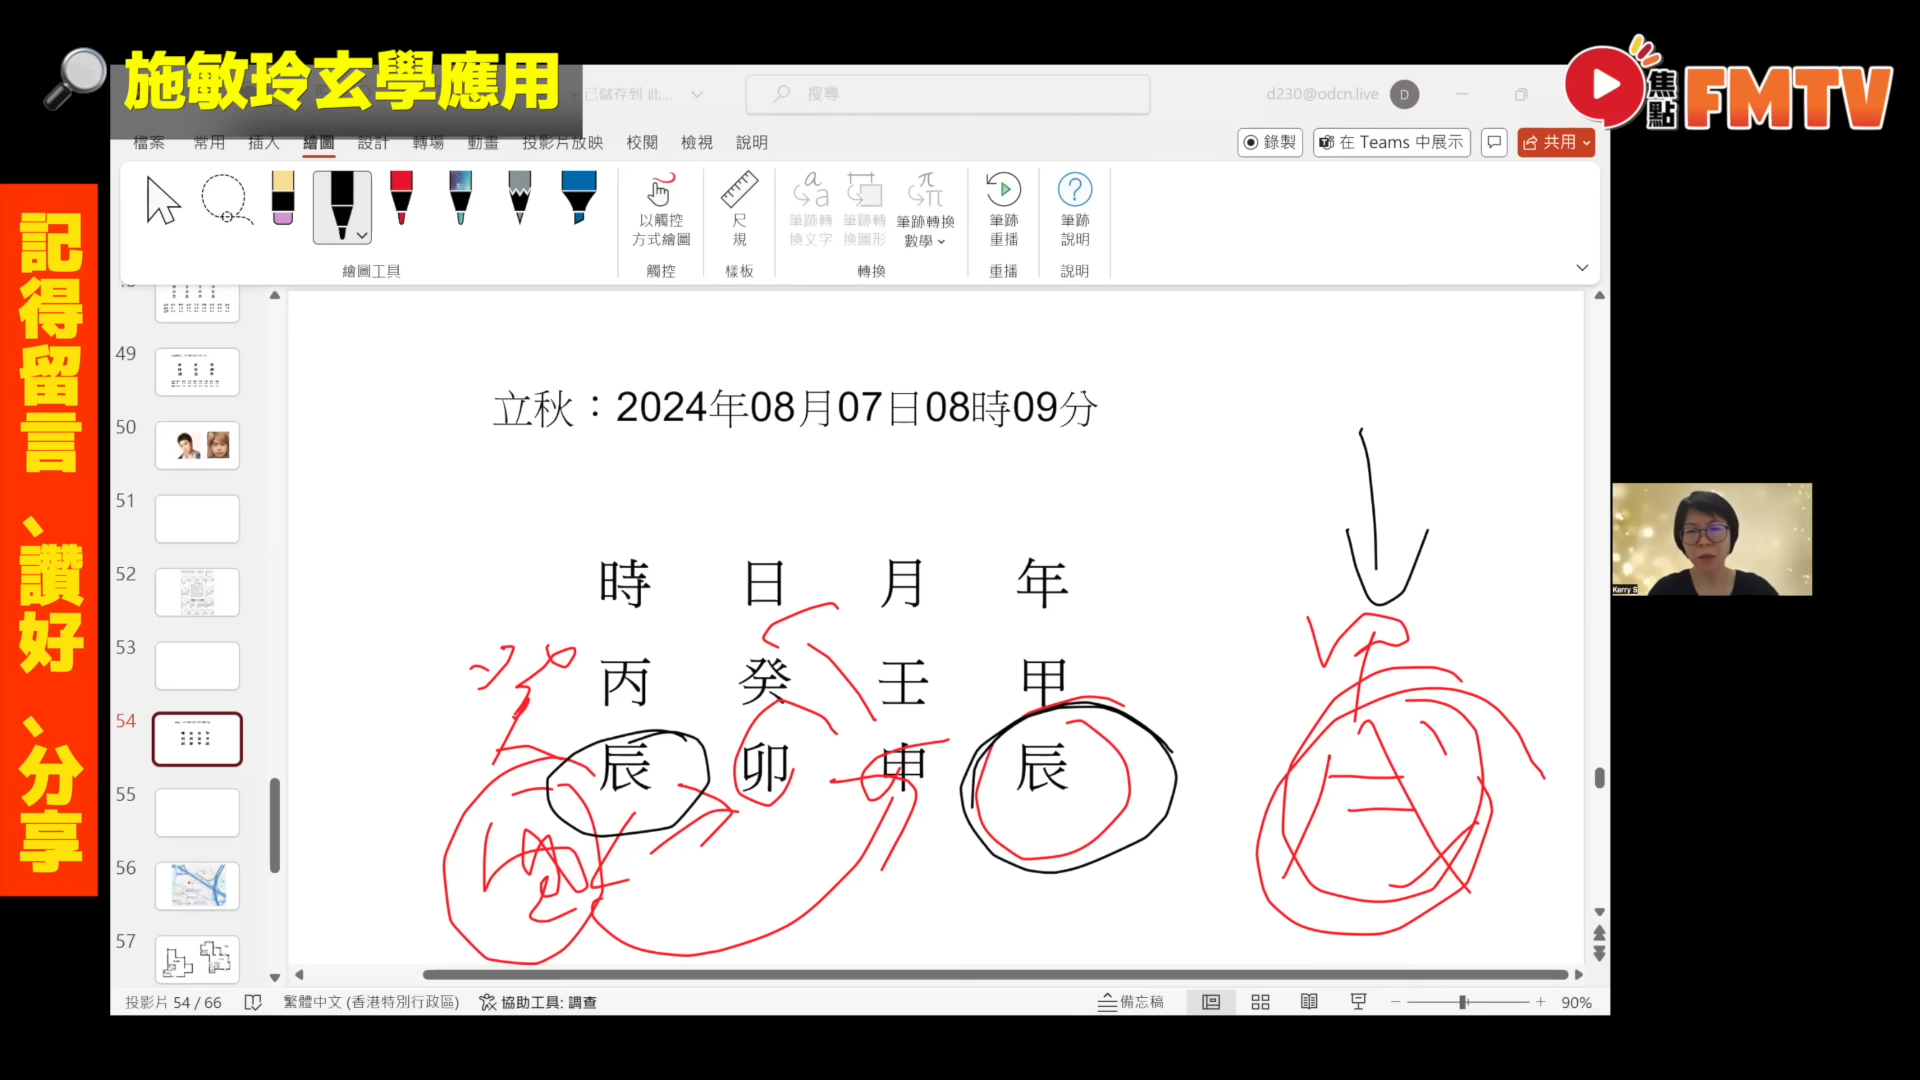 施敏玲玄學應用
已儲存到 此...
搜尋
d230@odcn.live
D
焦點
FMTV
檔案 常用 插入 繪圖 設計 轉場 動畫 投影片放映 校閱 檢視 說明
錄製
在 Teams 中展示
共用
以觸控方式繪圖
尺規
筆跡轉換文字
筆跡轉換圖形
筆跡轉換數學
筆跡重播
筆跡說明
繪圖工具
觸控
樣板
轉換
重播
說明
記得留言、讚好、分享
49
50
51
52
53
54
55
56
57
立秋：2024年08月07日08時09分
時 日 月 年
丙 癸 壬 甲
辰 卯 申 辰
甲
Kerry S
投影片 54 / 66
繁體中文 (香港特別行政區)
協助工具: 調查
備忘稿
90%